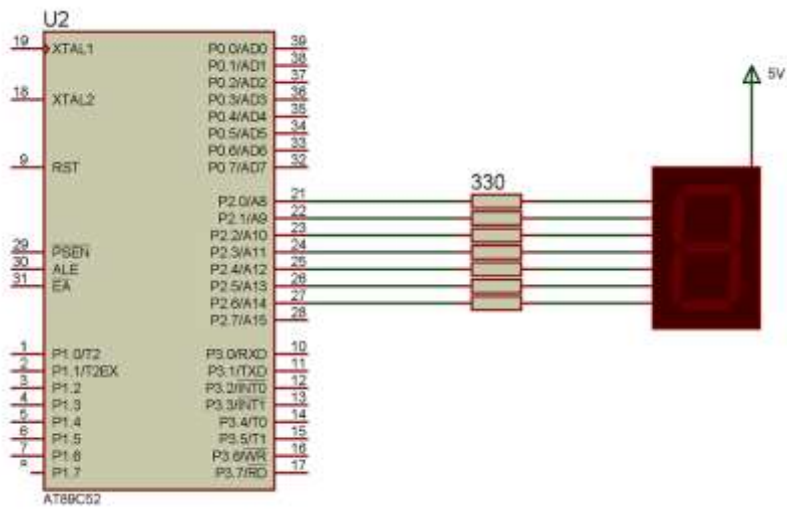 U2
19 XTAL1 P0.0/AD0 39
P0.1/AD1 38
P0.2/AD2 37
18 XTAL2 P0.3/AD3 36
P0.4/AD4 35
P0.5/AD5 34
P0.6/AD6 33
9 RST P0.7/AD7 32
P2.0/A8 21
P2.1/A9 22
P2.2/A10 23
29 PSEN P2.3/A11 24
30 ALE P2.4/A12 25
31 EA P2.5/A13 26
P2.6/A14 27
P2.7/A15 28
1 P1.0/T2 P3.0/RXD 10
2 P1.1/T2EX P3.1/TXD 11
3 P1.2 P3.2/INT0 12
4 P1.3 P3.3/INT1 13
5 P1.4 P3.4/T0 14
6 P1.5 P3.5/T1 15
7 P1.6 P3.6/WR 16
8 P1.7 P3.7/RD 17
AT89C52
330
5V